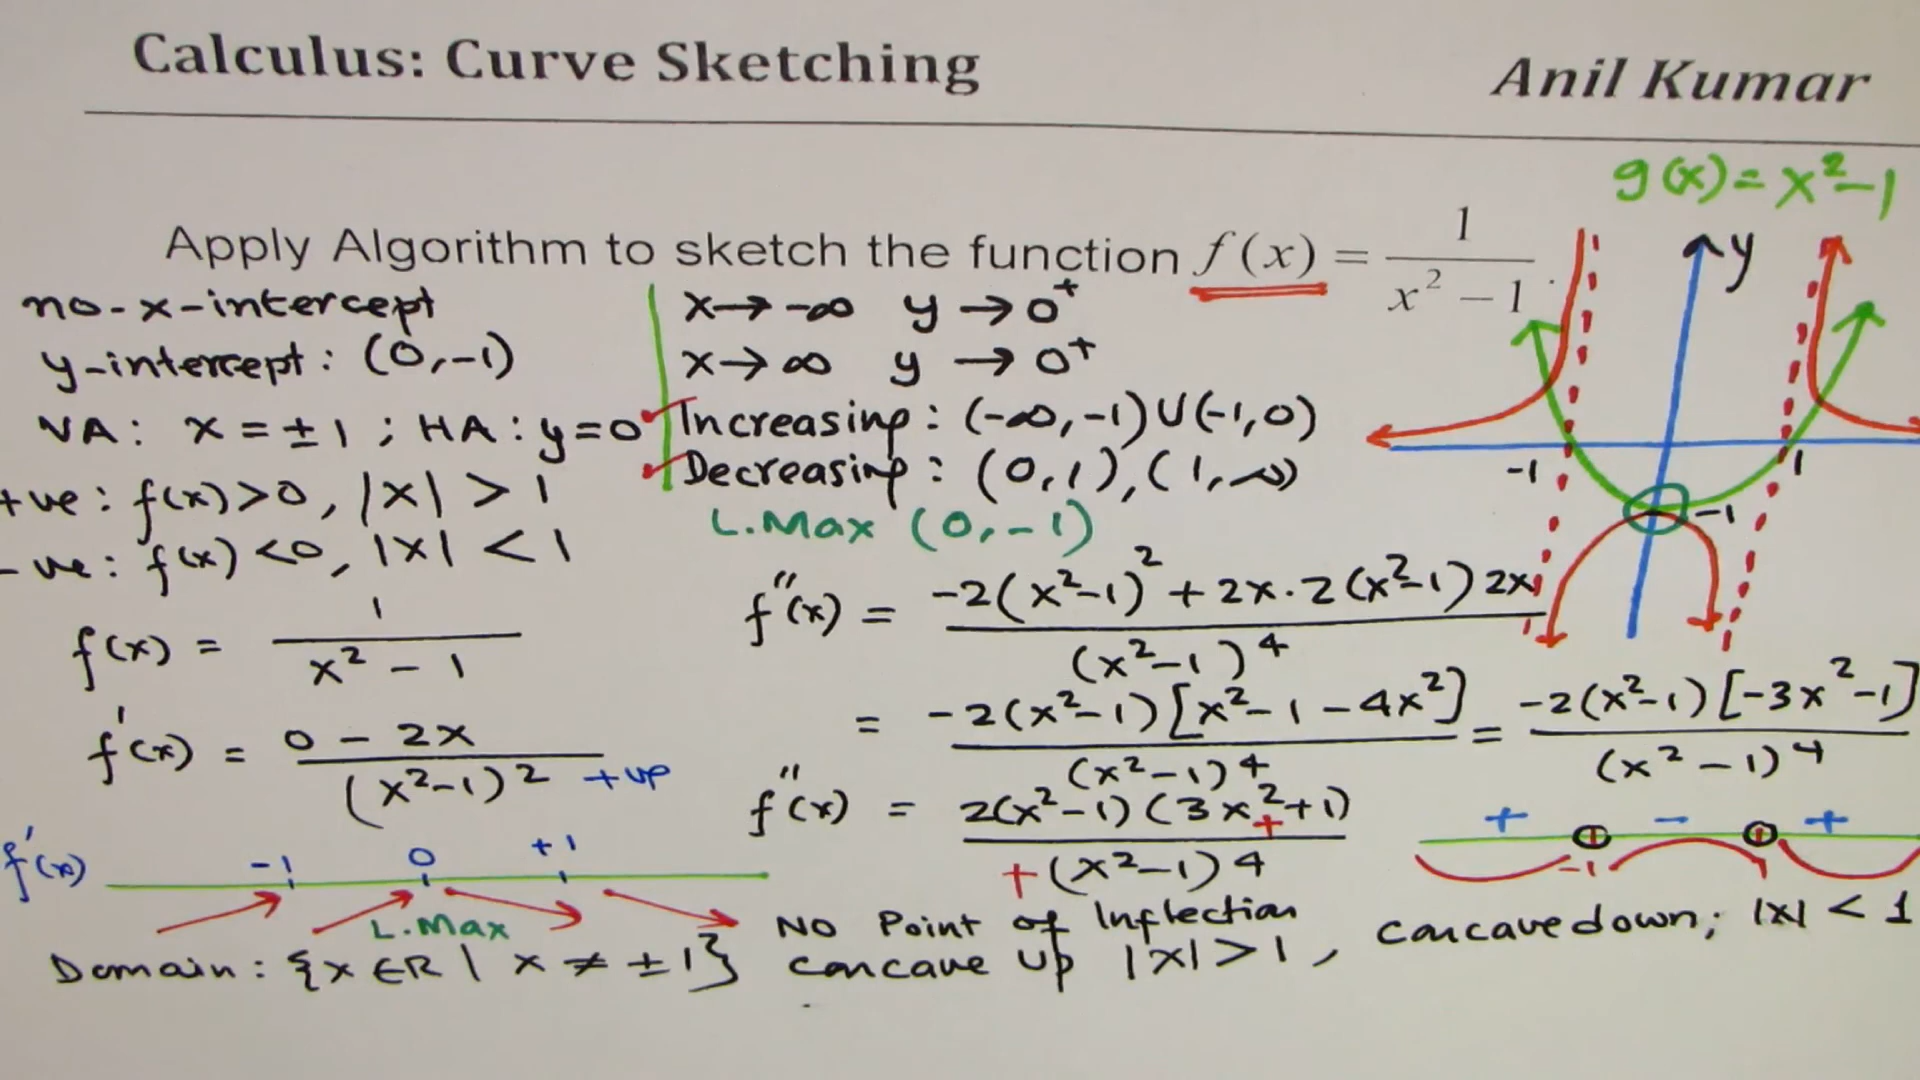 Calculus: Curve Sketching
Anil Kumar
g(x) = x²-1
Apply Algorithm to sketch the function f(x) = 1/(x² − 1).
no-x-intercept
y-intercept: (0,-1)
VA: x = ±1 ; HA: y=0
+ve: f(x)>0, |x| > 1
-ve: f(x) <0, |x| < 1
f(x) = 1/(x² - 1)
f'(x) = (0 - 2x)/(x²-1)² +ve
f'(x) -1 0 +1
L.Max
Domain: {x ∈ R | x ≠ ±1}
x → -∞ y → 0⁺
x → ∞ y → 0⁺
Increasing: (-∞,-1)∪(-1,0)
Decreasing: (0,1),(1,∞)
L.Max (0,-1)
f''(x) = (-2(x²-1)² + 2x·2(x²-1)2x)/(x²-1)⁴
= (-2(x²-1)[x²-1-4x²])/(x²-1)⁴ = (-2(x²-1)[-3x²-1])/(x²-1)⁴
f''(x) = (2(x²-1)(3x²+1))/(x²-1)⁴
+
+
No Point of Inflection
concave up |x|>1, concave down; |x| < 1
y
-1 1
-1
+ - +
-1 1